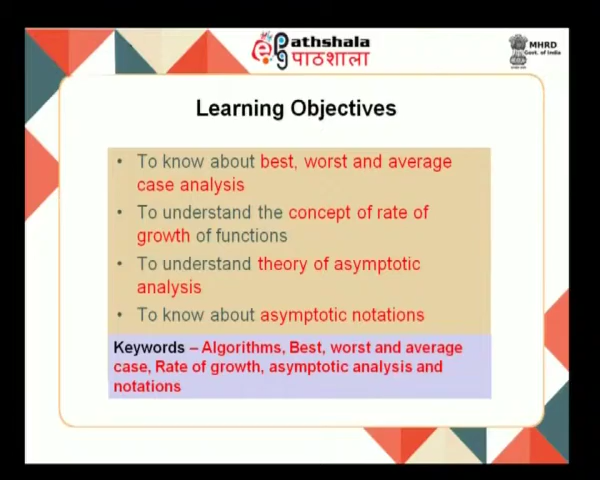 ePathshala
पाठशाला
MHRD
Govt. of India
Learning Objectives
• To know about best, worst and average
case analysis
• To understand the concept of rate of
growth of functions
• To understand theory of asymptotic
analysis
• To know about asymptotic notations
Keywords – Algorithms, Best, worst and average
case, Rate of growth, asymptotic analysis and
notations